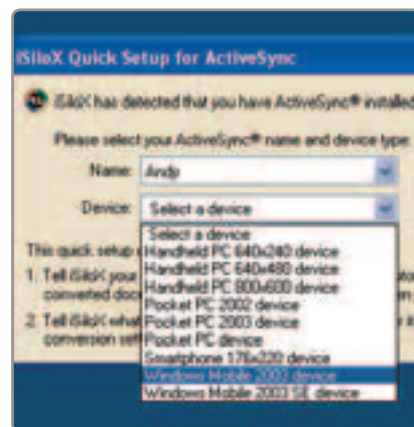 iSiloX Quick Setup for ActiveSync
iSiloX has detected that you have ActiveSync® installed
Please select your ActiveSync® name and device type:
Name: Andy
Device: Select a device
Select a device
This quick setup Handheld PC 640x240 device
Handheld PC 640x480 device
1. Tell iSiloX your Handheld PC 800x600 device
converted doc Pocket PC 2002 device
Pocket PC 2003 device
2. Tell iSiloX what Pocket PC device
conversion set Smartphone 176x220 device
Windows Mobile 2003 device
Windows Mobile 2003 SE device